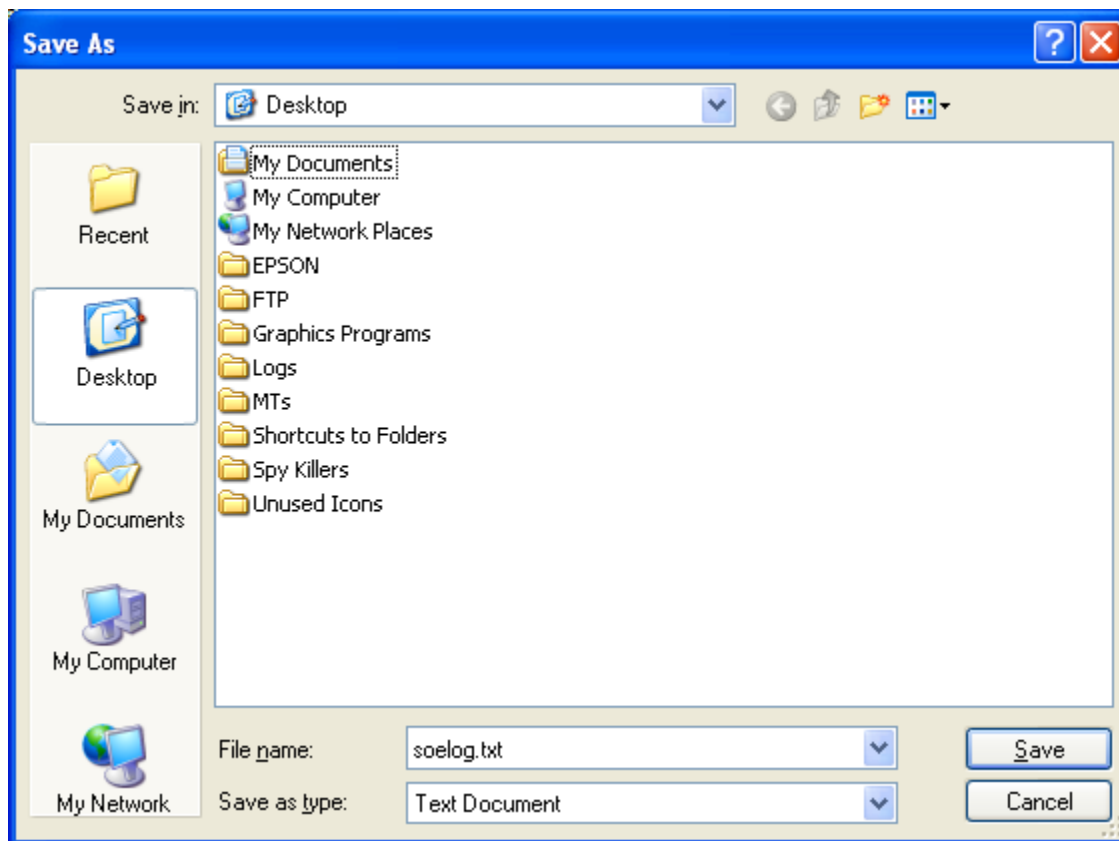 Save As
Save in: Desktop
Recent
Desktop
My Documents
My Computer
My Network
My Documents
My Computer
My Network Places
EPSON
FTP
Graphics Programs
Logs
MTs
Shortcuts to Folders
Spy Killers
Unused Icons
File name: soelog.txt Save
Save as type: Text Document Cancel